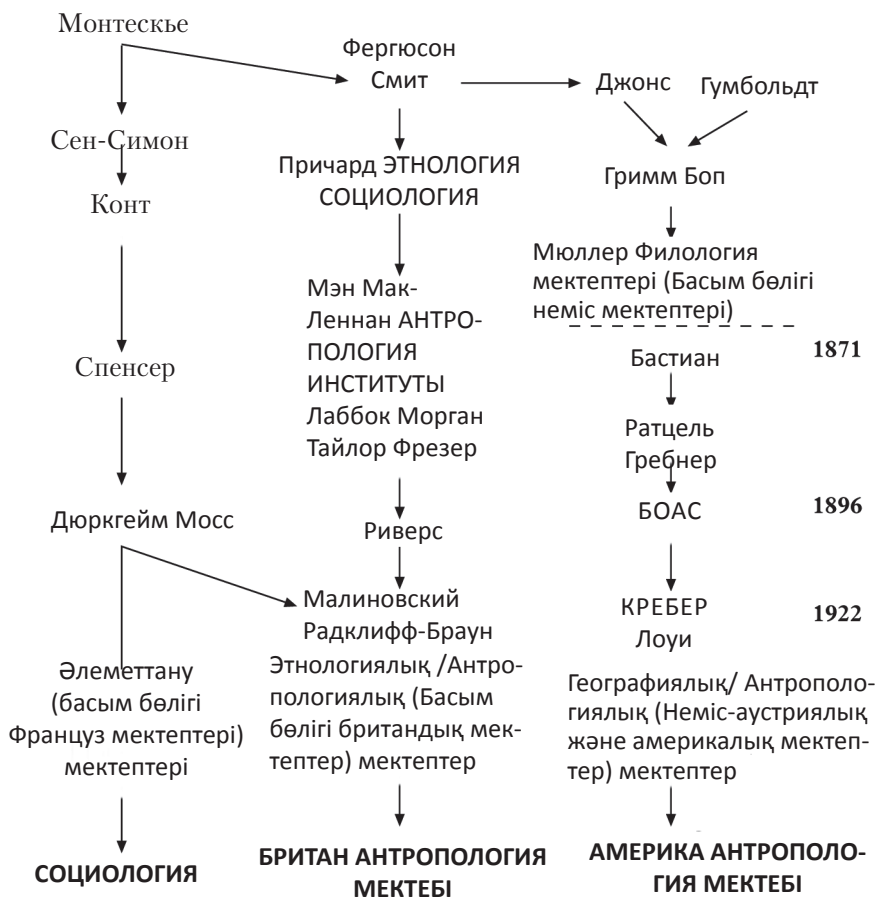 Монтескье
Сен-Симон
Конт
Спенсер
Дюркгейм Мосс
Әлеметтану
(басым бөлігі
Француз мектептері)
мектептері
СОЦИОЛОГИЯ
Фергюсон
Смит
Причард ЭТНОЛОГИЯ
СОЦИОЛОГИЯ
Мэн Мак-
Леннан АНТРО-
ПОЛОГИЯ
ИНСТИТУТЫ
Лаббок Морган
Тайлор Фрезер
Риверс
Малиновский
Радклифф-Браун
Этнологиялық /Антро-
пологиялық (Басым
бөлігі британдық мек-
тептер) мектептер
БРИТАН АНТРОПОЛОГИЯ
МЕКТЕБІ
Джонс
Гумбольдт
Гримм Боп
Мюллер Филология
мектептері (Басым бөлігі
неміс мектептері)
Бастиан
1871
Ратцель
Гребнер
БОАС
1896
КРЕБЕР
1922
Лоуи
Географиялық/ Антрополо-
гиялық (Неміс-аустриялық
және америкалық мектеп-
тер) мектептер
АМЕРИКА АНТРОПОЛО-
ГИЯ МЕКТЕБІ